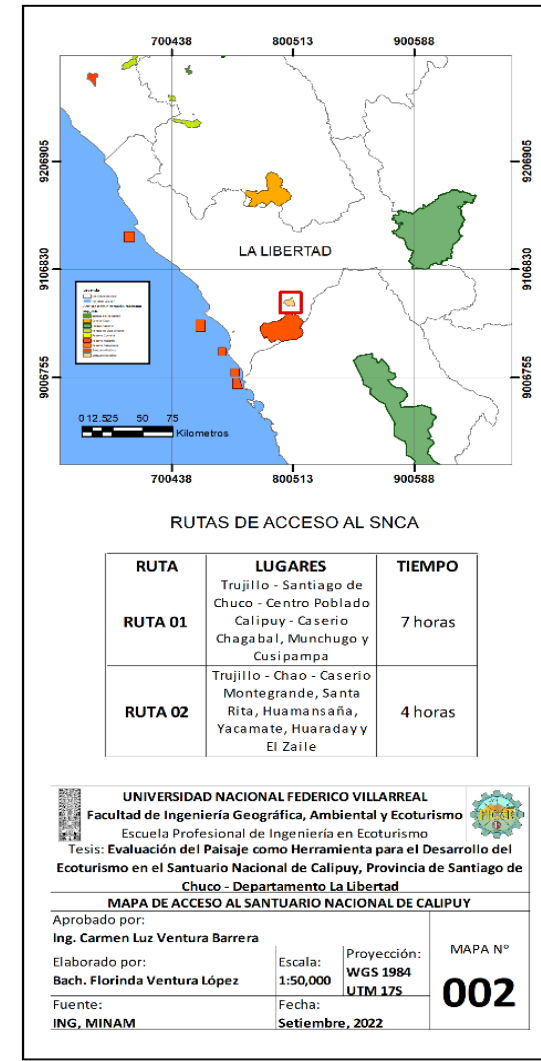 700438 800513 900588
9206905 9206905
LA LIBERTAD
9106830 9106830
9006755 9006755
0 12.525 50 75
Kilometros
700438 800513 900588
RUTAS DE ACCESO AL SNCA
RUTA LUGARES TIEMPO
RUTA 01
Trujillo - Santiago de
Chuco - Centro Poblado
Calipuy - Caserio
Chagabal, Munchugo y
Cusipampa
7 horas
RUTA 02
Trujillo - Chao - Caserio
Montegrande, Santa
Rita, Huamansaña,
Yacamate, Huaraday y
El Zaile
4 horas
UNIVERSIDAD NACIONAL FEDERICO VILLARREAL
Facultad de Ingeniería Geográfica, Ambiental y Ecoturismo
Escuela Profesional de Ingeniería en Ecoturismo
Tesis: Evaluación del Paisaje como Herramienta para el Desarrollo del
Ecoturismo en el Santuario Nacional de Calipuy, Provincia de Santiago de
Chuco - Departamento La Libertad
MAPA DE ACCESO AL SANTUARIO NACIONAL DE CALIPUY
Aprobado por:
Ing. Carmen Luz Ventura Barrera
Elaborado por:
Bach. Florinda Ventura López
Escala:
1:50,000
Proyección:
WGS 1984
UTM 17S
MAPA N°
002
Fuente:
ING, MINAM
Fecha:
Setiembre, 2022